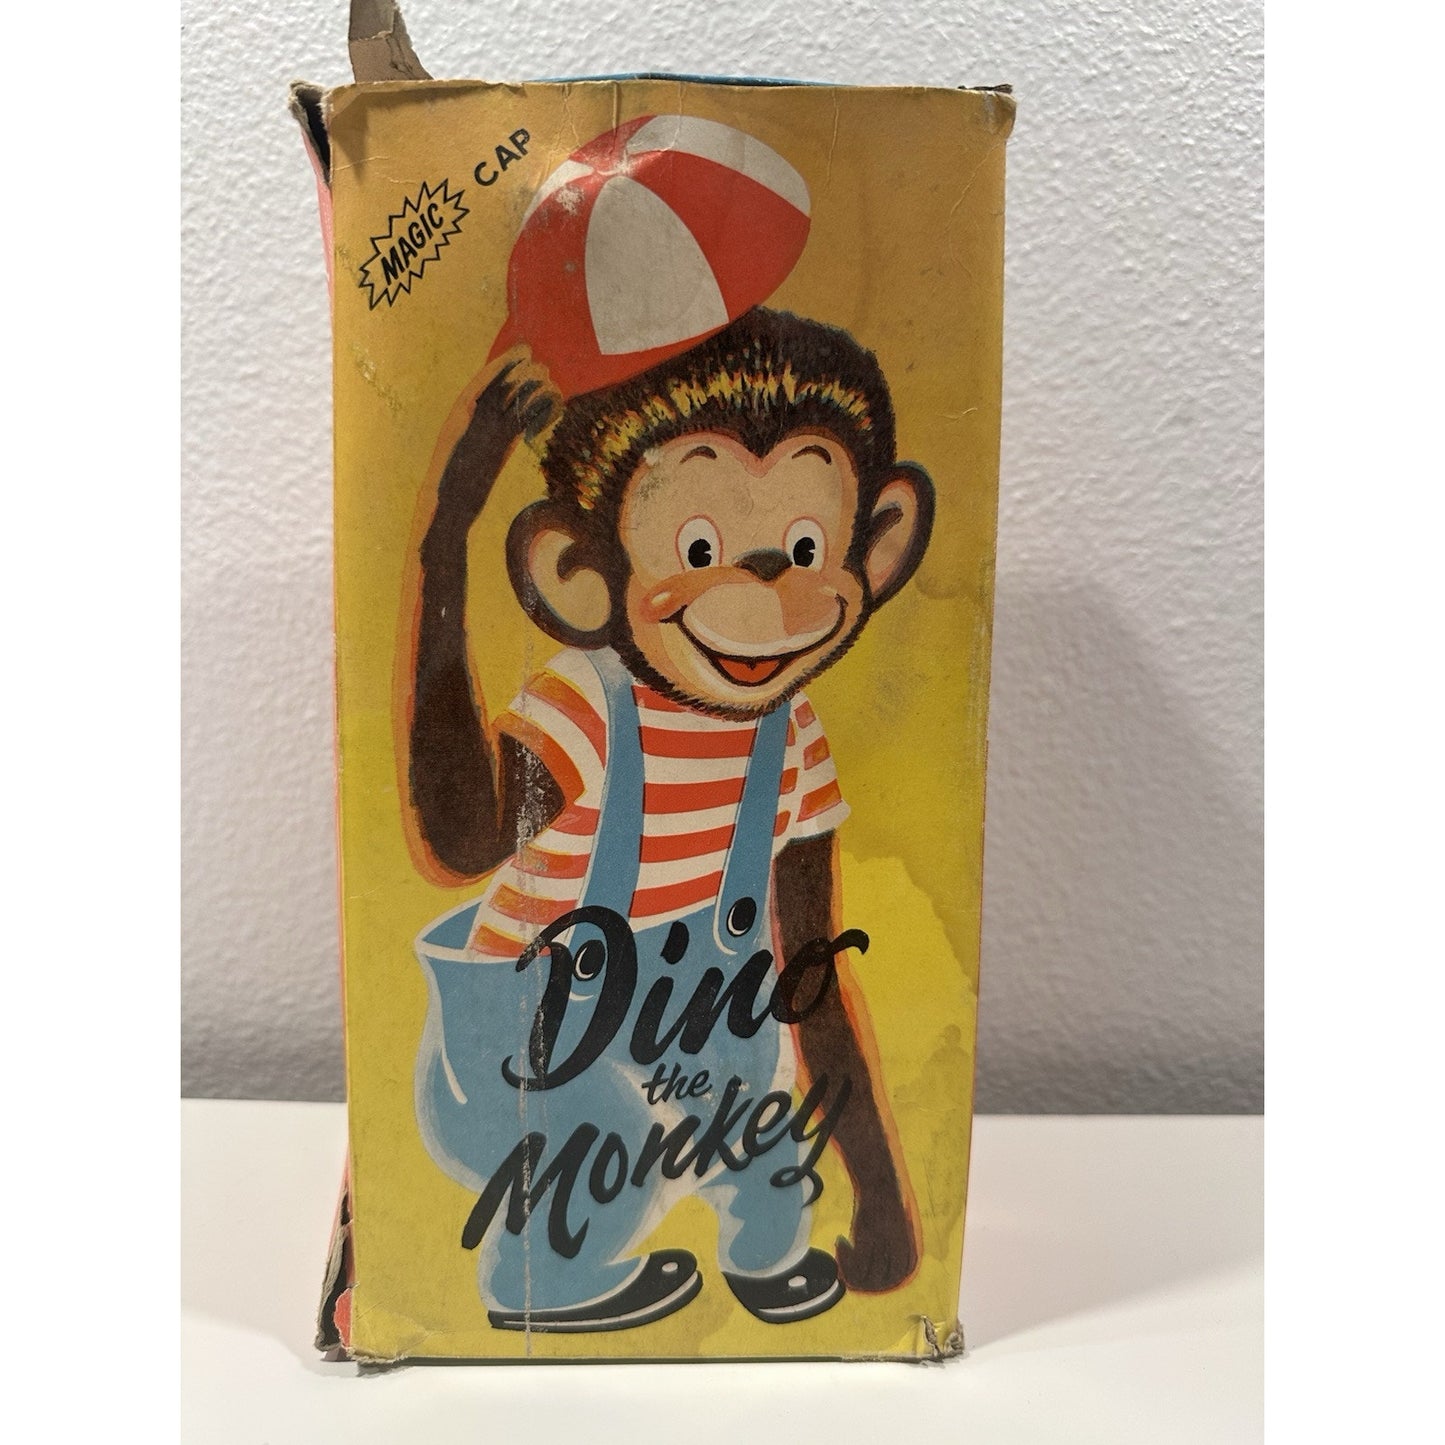 MAGIC CAP
Dino
the
Monkey